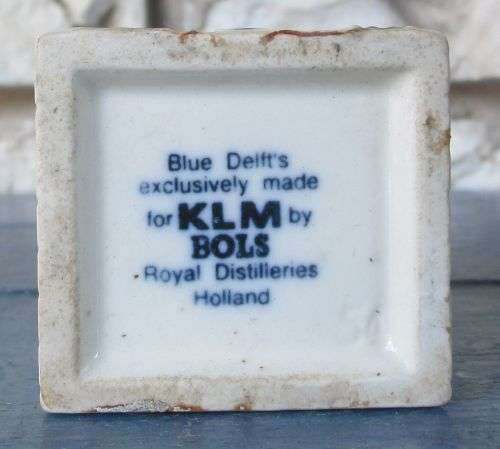 Blue Delft's
exclusively made
for KLM by
BOLS
Royal Distilleries
Holland